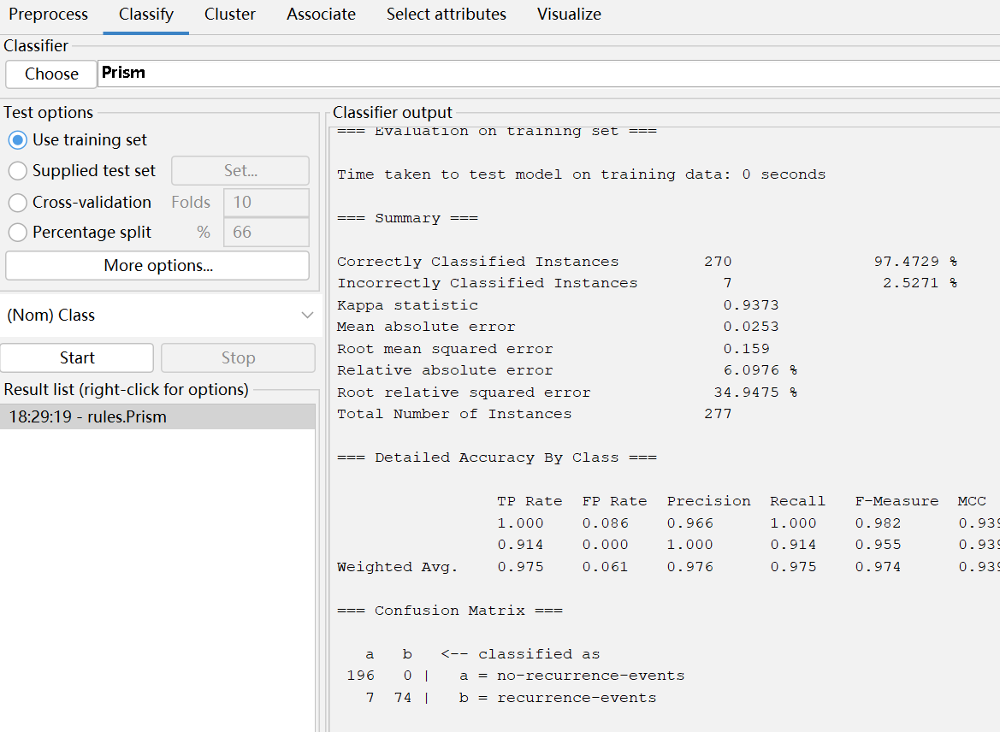 Preprocess Classify Cluster Associate Select attributes Visualize
Classifier
Choose Prism
Test options
Use training set
Supplied test set Set...
Cross-validation Folds 10
Percentage split % 66
More options...
(Nom) Class
Start Stop
Result list (right-click for options)
18:29:19 - rules.Prism
Classifier output
=== Evaluation on training set ===
Time taken to test model on training data: 0 seconds
=== Summary ===
Correctly Classified Instances 270 97.4729 %
Incorrectly Classified Instances 7 2.5271 %
Kappa statistic 0.9373
Mean absolute error 0.0253
Root mean squared error 0.159
Relative absolute error 6.0976 %
Root relative squared error 34.9475 %
Total Number of Instances 277
=== Detailed Accuracy By Class ===
TP Rate FP Rate Precision Recall F-Measure MCC
1.000 0.086 0.966 1.000 0.982 0.939
0.914 0.000 1.000 0.914 0.955 0.939
Weighted Avg. 0.975 0.061 0.976 0.975 0.974 0.939
=== Confusion Matrix ===
a b <-- classified as
196 0 | a = no-recurrence-events
7 74 | b = recurrence-events